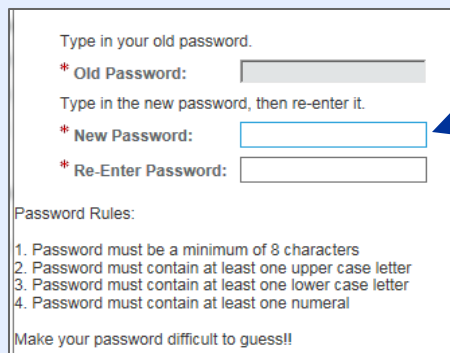 Type in your old password.
* Old Password:
Type in the new password, then re-enter it.
* New Password:
* Re-Enter Password:
Password Rules:
1. Password must be a minimum of 8 characters
2. Password must contain at least one upper case letter
3. Password must contain at least one lower case letter
4. Password must contain at least one numeral
Make your password difficult to guess!!